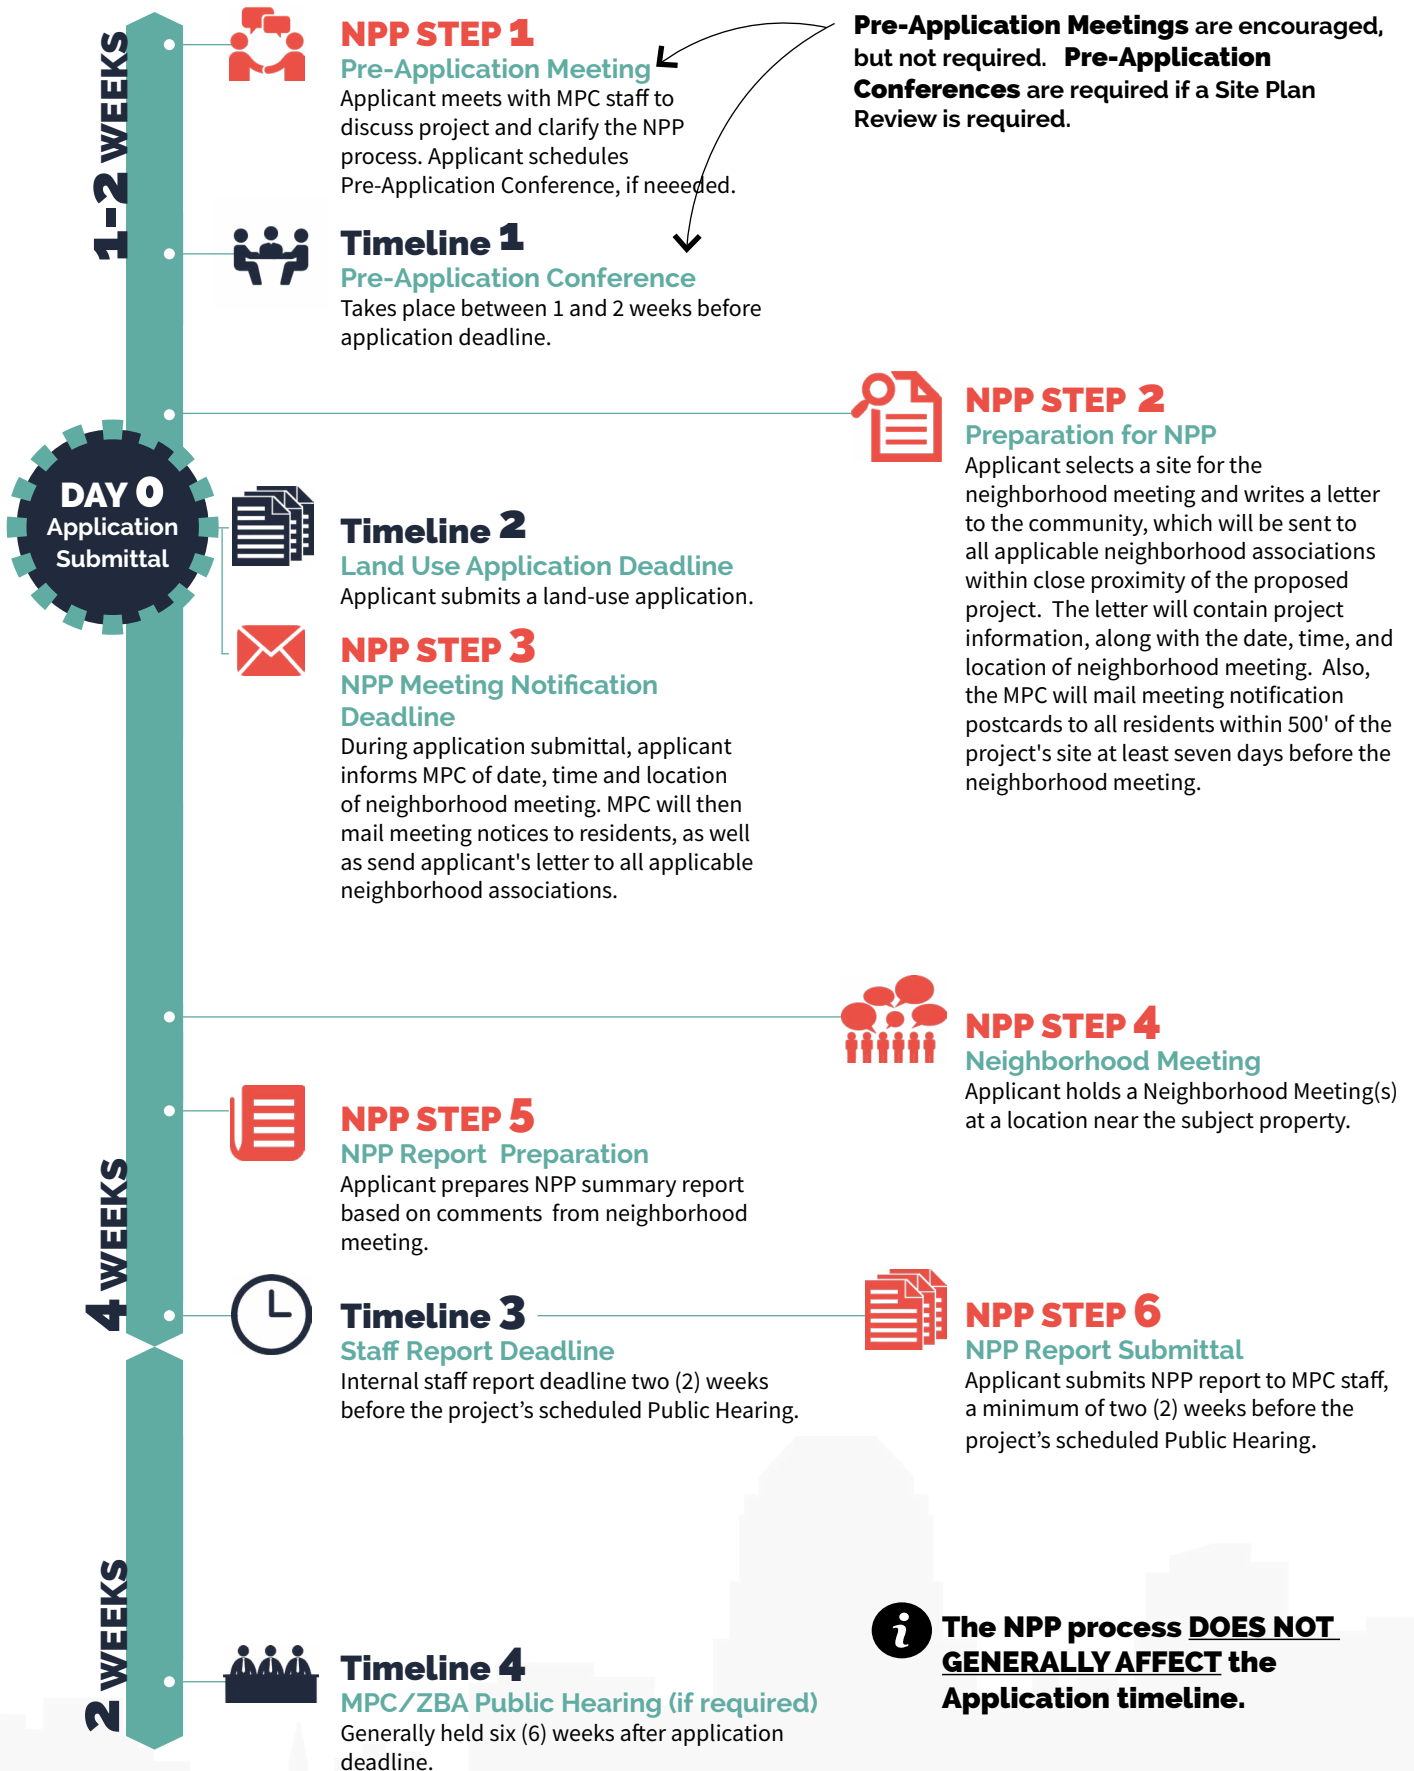 1-2 WEEKS
NPP STEP 1
Pre-Application Meeting
Applicant meets with MPC staff to
discuss project and clarify the NPP
process. Applicant schedules
Pre-Application Conference, if neeeded.
Pre-Application Meetings are encouraged,
but not required. Pre-Application
Conferences are required if a Site Plan
Review is required.
Timeline 1
Pre-Application Conference
Takes place between 1 and 2 weeks before
application deadline.
NPP STEP 2
Preparation for NPP
Applicant selects a site for the
neighborhood meeting and writes a letter
to the community, which will be sent to
all applicable neighborhood associations
within close proximity of the proposed
project. The letter will contain project
information, along with the date, time, and
location of neighborhood meeting. Also,
the MPC will mail meeting notification
postcards to all residents within 500' of the
project's site at least seven days before the
neighborhood meeting.
DAY 0
Application
Submittal
Timeline 2
Land Use Application Deadline
Applicant submits a land-use application.
NPP STEP 3
NPP Meeting Notification
Deadline
During application submittal, applicant
informs MPC of date, time and location
of neighborhood meeting. MPC will then
mail meeting notices to residents, as well
as send applicant's letter to all applicable
neighborhood associations.
NPP STEP 4
Neighborhood Meeting
Applicant holds a Neighborhood Meeting(s)
at a location near the subject property.
4 WEEKS
NPP STEP 5
NPP Report Preparation
Applicant prepares NPP summary report
based on comments from neighborhood
meeting.
Timeline 3
Staff Report Deadline
Internal staff report deadline two (2) weeks
before the project’s scheduled Public Hearing.
NPP STEP 6
NPP Report Submittal
Applicant submits NPP report to MPC staff,
a minimum of two (2) weeks before the
project’s scheduled Public Hearing.
2 WEEKS
Timeline 4
MPC/ZBA Public Hearing (if required)
Generally held six (6) weeks after application
deadline.
i
The NPP process DOES NOT
GENERALLY AFFECT the
Application timeline.